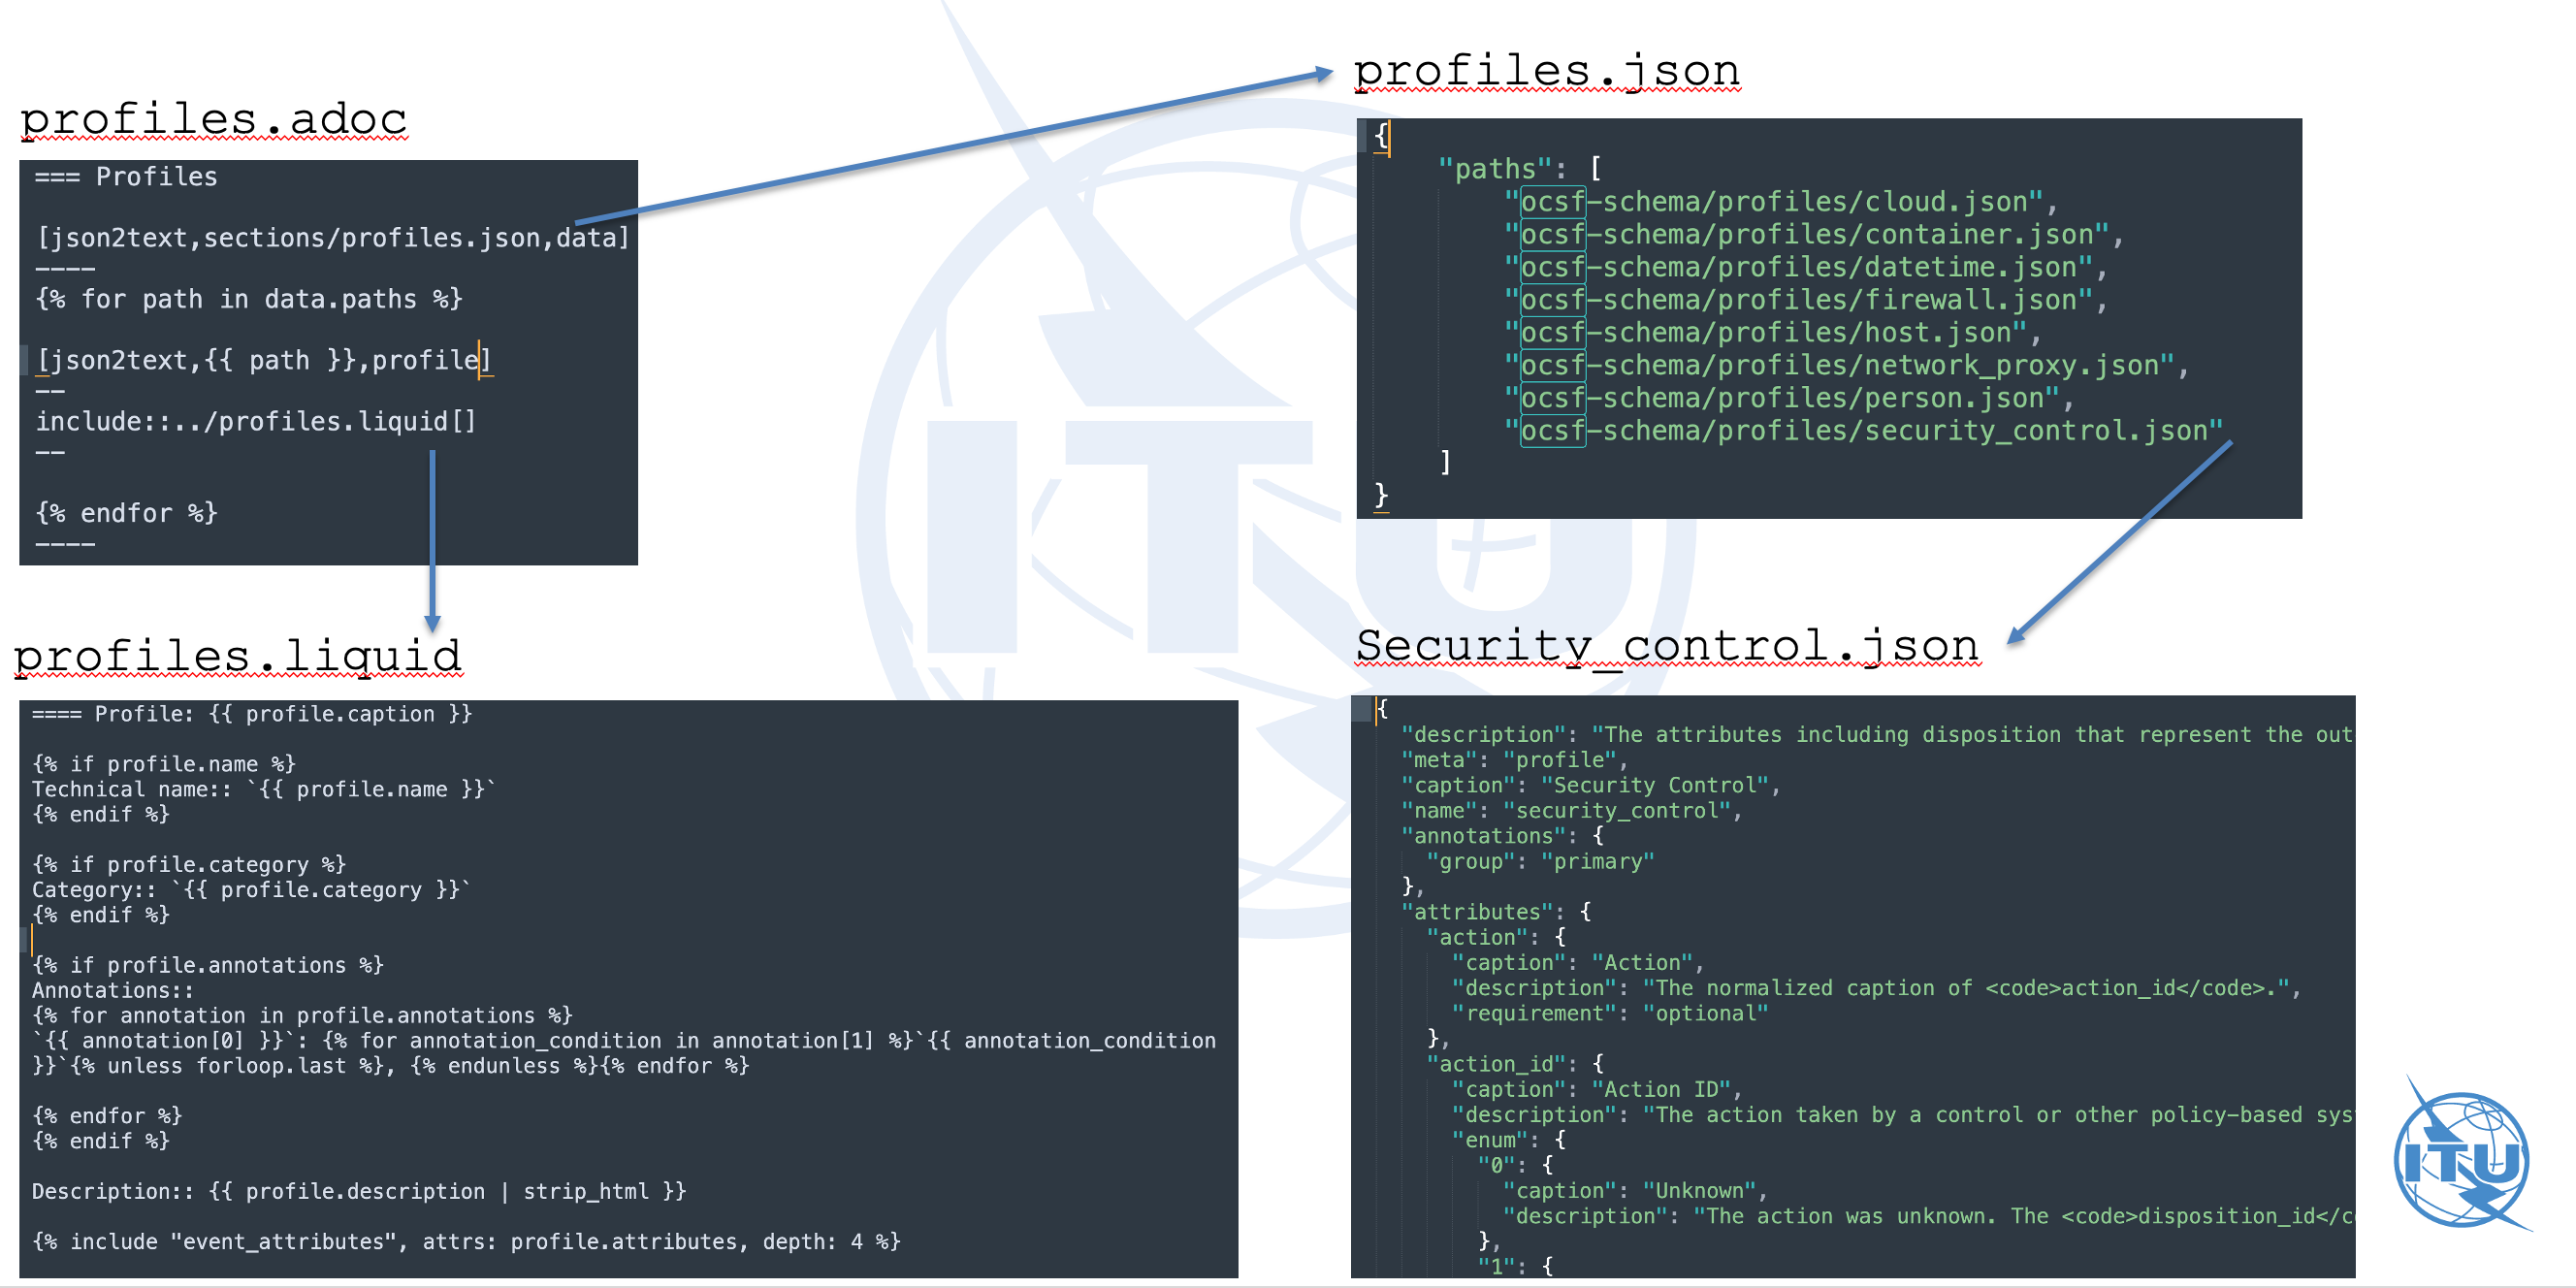 profiles.adoc
=== Profiles
[json2text,sections/profiles.json,data]
----
{% for path in data.paths %}
[json2text,{{ path }},profile]
--
include::../profiles.liquid[]
--
{% endfor %}
----
profiles.json
{
"paths": [
"ocsf-schema/profiles/cloud.json",
"ocsf-schema/profiles/container.json",
"ocsf-schema/profiles/datetime.json",
"ocsf-schema/profiles/firewall.json",
"ocsf-schema/profiles/host.json",
"ocsf-schema/profiles/network_proxy.json",
"ocsf-schema/profiles/person.json",
"ocsf-schema/profiles/security_control.json"
]
}
profiles.liquid
==== Profile: {{ profile.caption }}
{% if profile.name %}
Technical name:: `{{ profile.name }}`
{% endif %}
{% if profile.category %}
Category:: `{{ profile.category }}`
{% endif %}
{% if profile.annotations %}
Annotations::
{% for annotation in profile.annotations %}
`{{ annotation[0] }}`: {% for annotation_condition in annotation[1] %}`{{ annotation_condition
}}`{% unless forloop.last %}, {% endunless %}{% endfor %}
{% endfor %}
{% endif %}
Description:: {{ profile.description | strip_html }}
{% include "event_attributes", attrs: profile.attributes, depth: 4 %}
Security_control.json
{
"description": "The attributes including disposition that represent the out
"meta": "profile",
"caption": "Security Control",
"name": "security_control",
"annotations": {
"group": "primary"
},
"attributes": {
"action": {
"caption": "Action",
"description": "The normalized caption of <code>action_id</code>.",
"requirement": "optional"
},
"action_id": {
"caption": "Action ID",
"description": "The action taken by a control or other policy-based sys
"enum": {
"0": {
"caption": "Unknown",
"description": "The action was unknown. The <code>disposition_id</c
},
"1": {
ITU
ITU